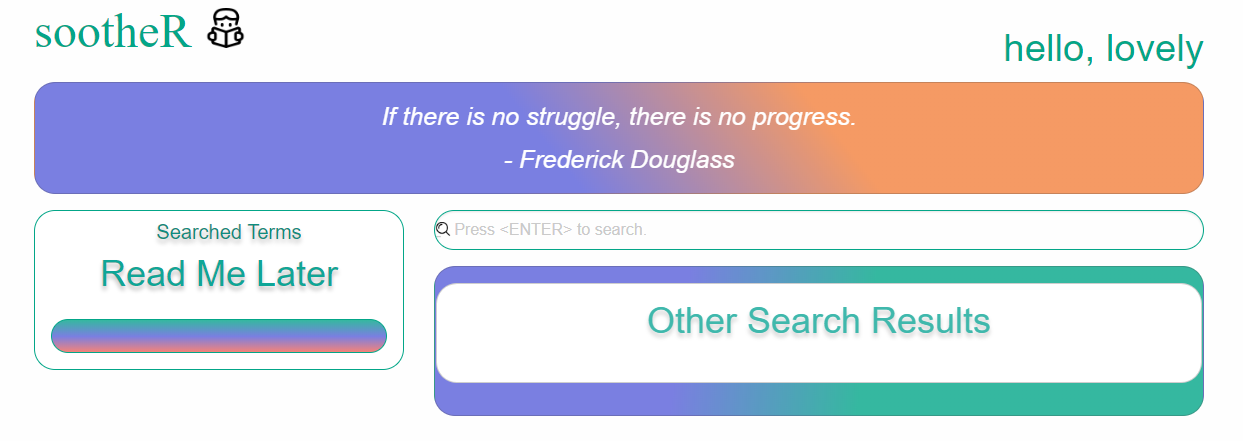 sootheR
hello, lovely
If there is no struggle, there is no progress.
- Frederick Douglass
Searched Terms
Read Me Later
Press <ENTER> to search.
Other Search Results